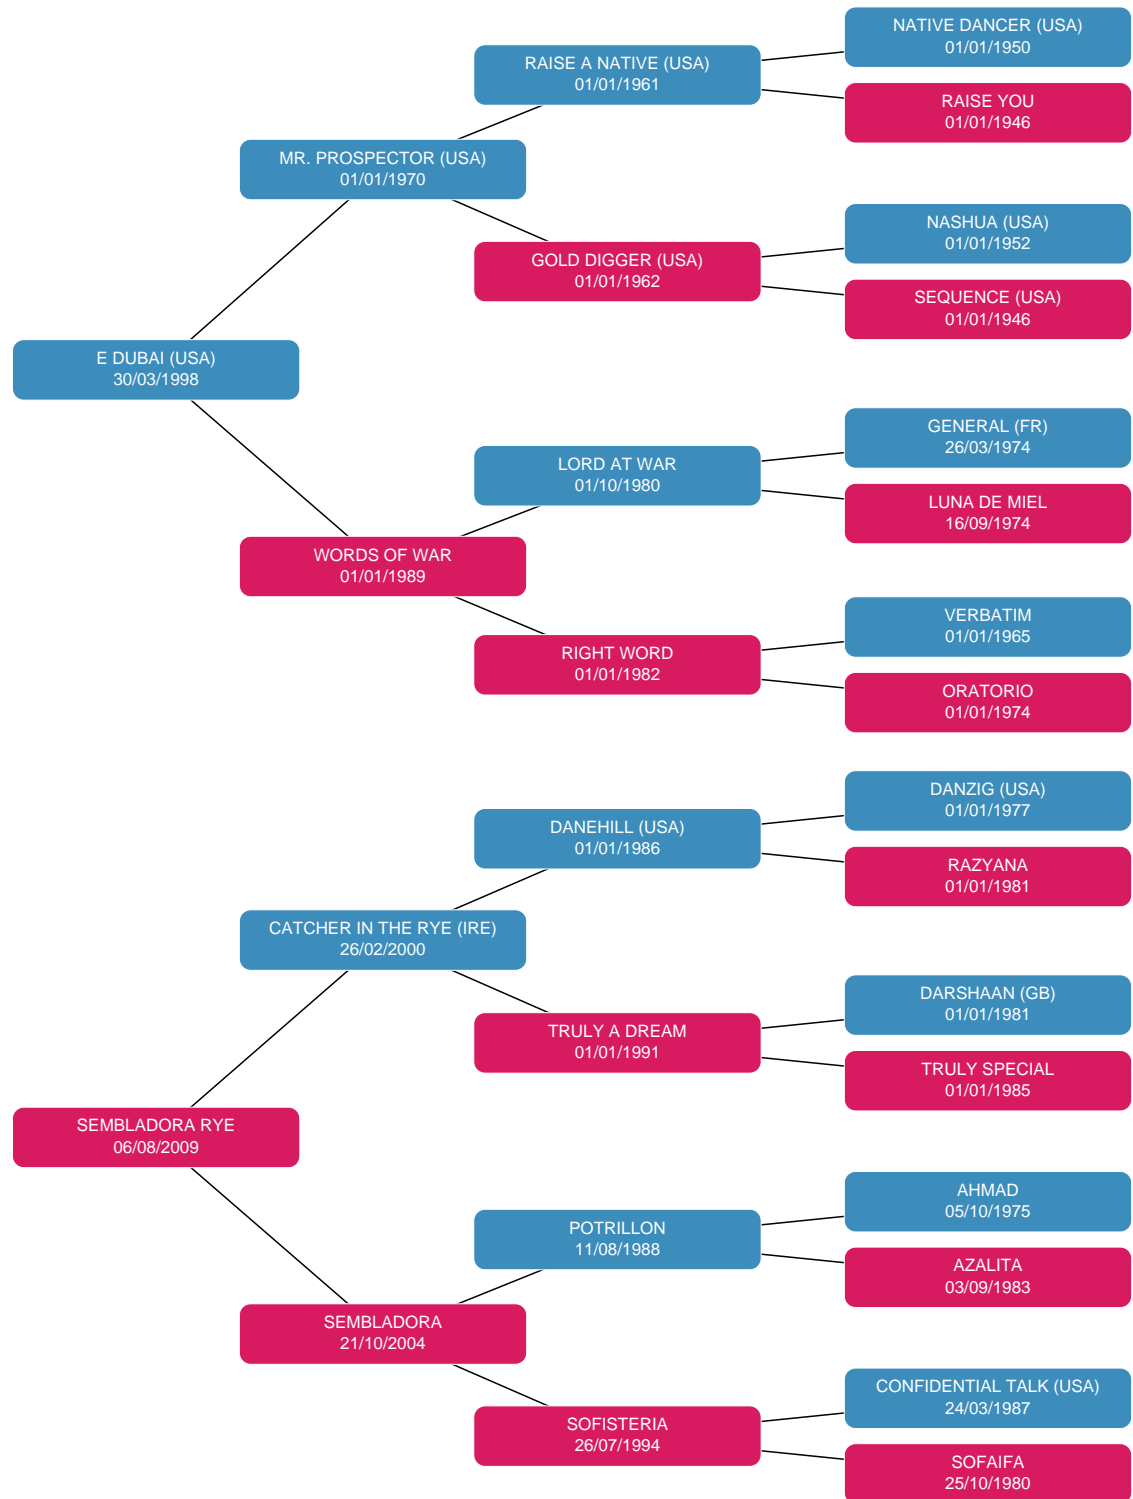 NATIVE DANCER (USA)
01/01/1950
RAISE A NATIVE (USA)
01/01/1961
RAISE YOU
01/01/1946
MR. PROSPECTOR (USA)
01/01/1970
NASHUA (USA)
01/01/1952
GOLD DIGGER (USA)
01/01/1962
SEQUENCE (USA)
01/01/1946
E DUBAI (USA)
30/03/1998
GENERAL (FR)
26/03/1974
LORD AT WAR
01/10/1980
LUNA DE MIEL
16/09/1974
WORDS OF WAR
01/01/1989
VERBATIM
01/01/1965
RIGHT WORD
01/01/1982
ORATORIO
01/01/1974
DANZIG (USA)
01/01/1977
DANEHILL (USA)
01/01/1986
RAZYANA
01/01/1981
CATCHER IN THE RYE (IRE)
26/02/2000
DARSHAAN (GB)
01/01/1981
TRULY A DREAM
01/01/1991
TRULY SPECIAL
01/01/1985
SEMBLADORA RYE
06/08/2009
AHMAD
05/10/1975
POTRILLON
11/08/1988
AZALITA
03/09/1983
SEMBLADORA
21/10/2004
CONFIDENTIAL TALK (USA)
24/03/1987
SOFISTERIA
26/07/1994
SOFAIFA
25/10/1980